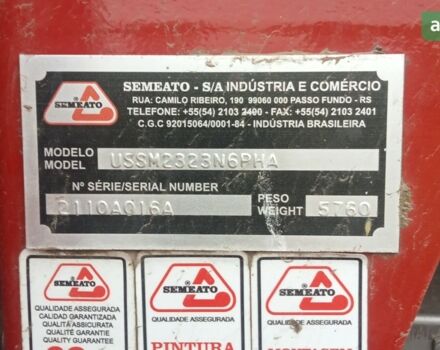 SEMEATO
SEMEATO - S/A INDÚSTRIA E COMÉRCIO
RUA: CAMILO RIBEIRO, 190 99060 000 PASSO FUNDO - RS
TELEFONE: +55(54) 2103 2400 - FAX: +55(54) 2103 2401
C.G.C 92015064/0001-84 - INDÚSTRIA BRASILEIRA
MODELO
MODEL
USSM2323N6PHA
Nº SÉRIE/SERIAL NUMBER
2110A016A
PESO
WEIGHT
5760
SEMEATO
QUALIDADE ASSEGURADA
CALIDAD GARANTIZADA
QUALITÀ ASSICURATA
QUALITE GARANTIE
QUALITY GUARANTEE
SEMEATO
QUALIDADE ASSEGURADA
PINTURA
SEMEATO
QUALIDADE ASSEGURADA
a